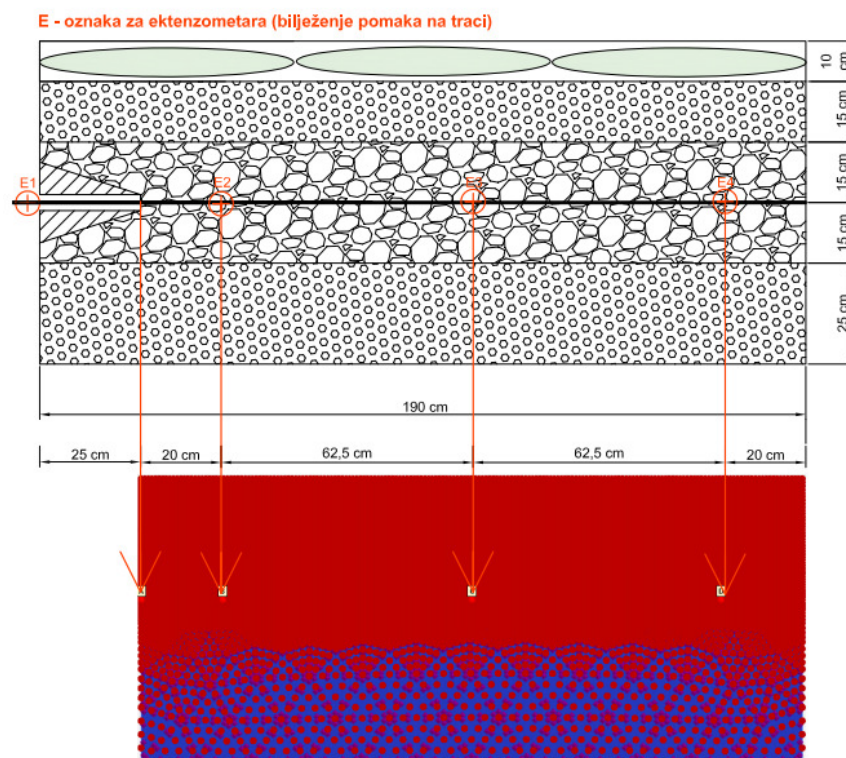 E - oznaka za ektenzometara (bilježenje pomaka na traci)
10 cm
15 cm
15 cm
E1
E2
E3
E4
15 cm
25 cm
190 cm
25 cm
20 cm
62,5 cm
62,5 cm
20 cm